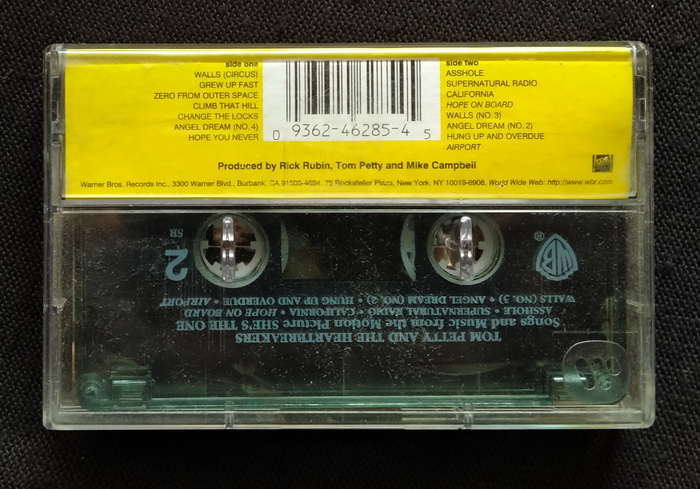 side one
WALLS (CIRCUS)
GREW UP FAST
ZERO FROM OUTER SPACE
CLIMB THAT HILL
CHANGE THE LOCKS
ANGEL DREAM (NO. 4)
HOPE YOU NEVER
0 9362-46285-4 5
side two
ASSHOLE
SUPERNATURAL RADIO
CALIFORNIA
HOPE ON BOARD
WALLS (NO. 3)
ANGEL DREAM (NO. 2)
HUNG UP AND OVERDUE
AIRPORT
Produced by Rick Rubin, Tom Petty and Mike Campbell
Warner Bros. Records Inc., 3300 Warner Blvd., Burbank, CA 91505-4694. 75 Rockefeller Plaza, New York, NY 10019-6908. World Wide Web: http://www.wbr.com
TOM PETTY AND THE HEARTBREAKERS
Songs and Music from the Motion Picture SHE'S THE ONE
ASSHOLE • SUPERNATURAL RADIO • CALIFORNIA • HOPE ON BOARD
WALLS (NO. 3) • ANGEL DREAM (NO. 2) • HUNG UP AND OVERDUE • AIRPORT
WB ®
2
SR